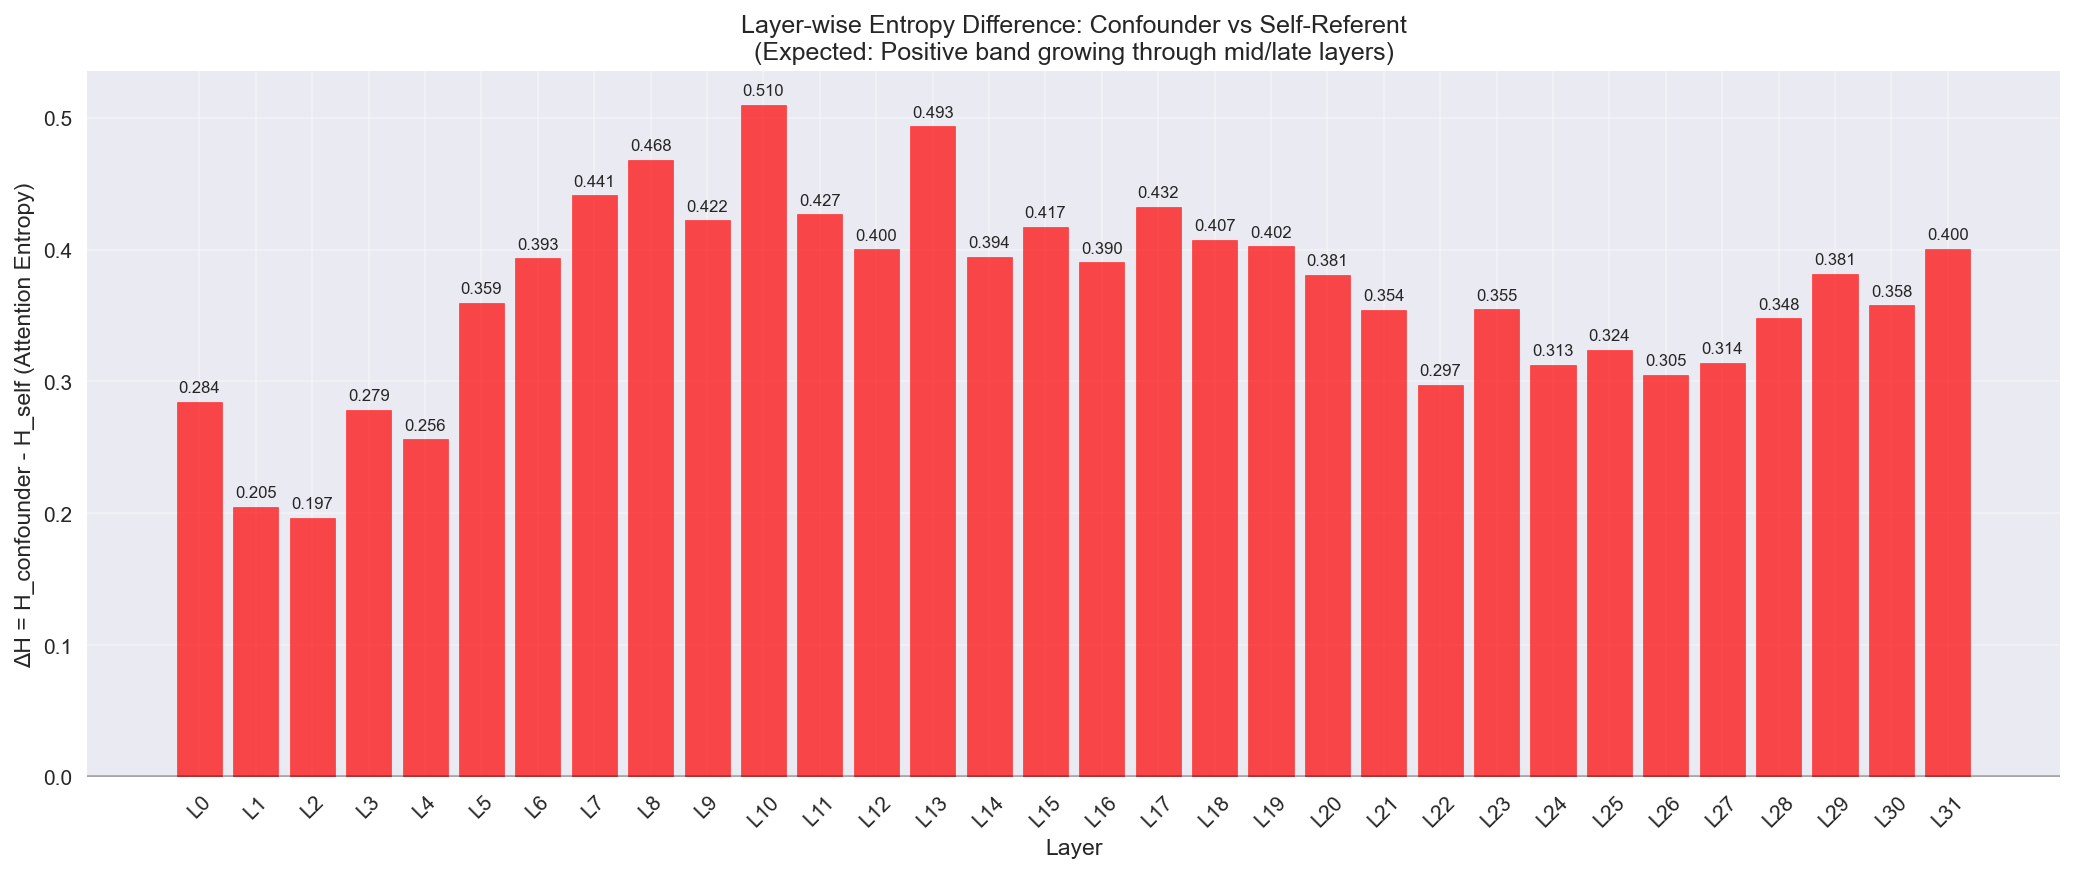 Layer-wise Entropy Difference: Confounder vs Self-Referent
(Expected: Positive band growing through mid/late layers)
ΔH = H_confounder - H_self (Attention Entropy)
0.5
0.4
0.3
0.2
0.1
0.0
0.284
0.205
0.197
0.279
0.256
0.359
0.393
0.441
0.468
0.422
0.510
0.427
0.400
0.493
0.394
0.417
0.390
0.432
0.407
0.402
0.381
0.354
0.297
0.355
0.313
0.324
0.305
0.314
0.348
0.381
0.358
0.400
L0
L1
L2
L3
L4
L5
L6
L7
L8
L9
L10
L11
L12
L13
L14
L15
L16
L17
L18
L19
L20
L21
L22
L23
L24
L25
L26
L27
L28
L29
L30
L31
Layer